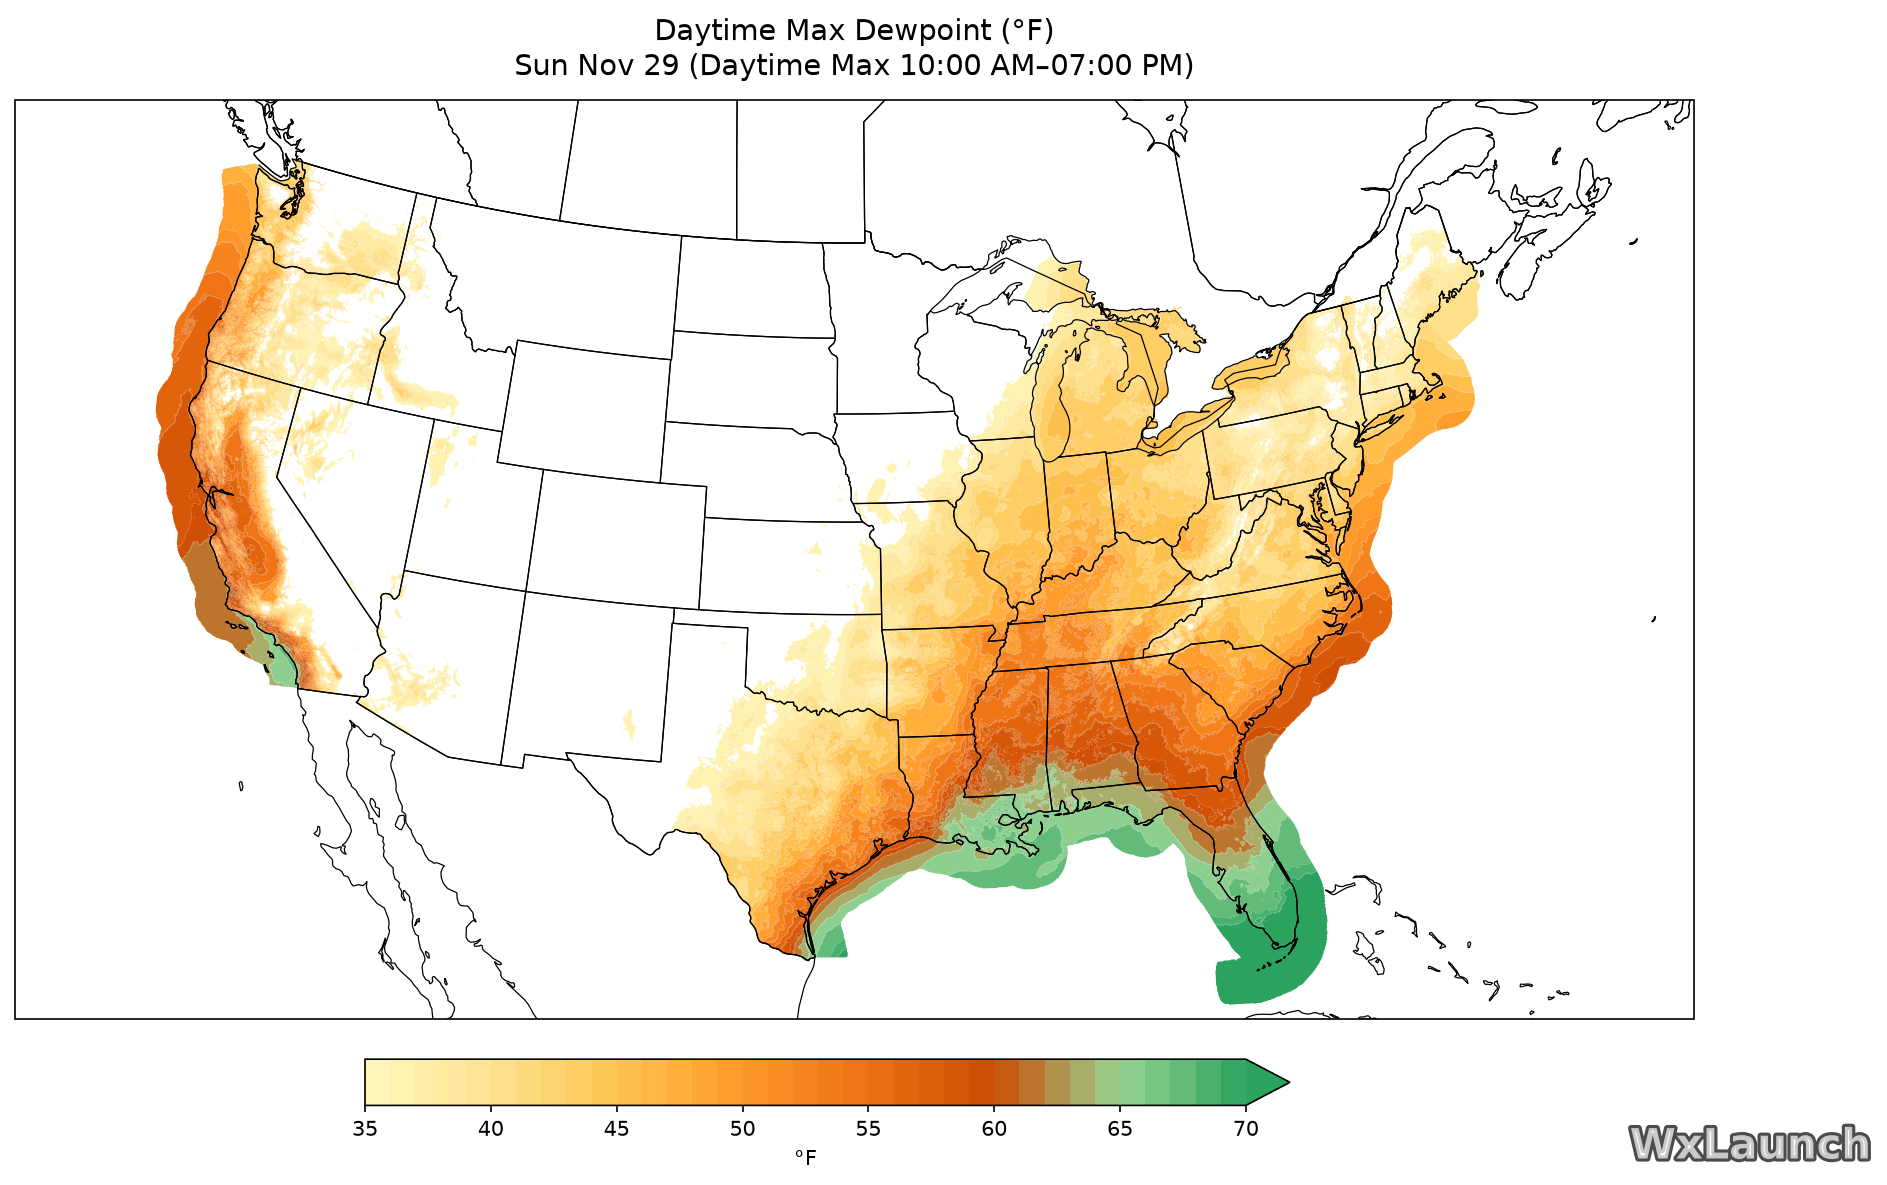 Daytime Max Dewpoint (°F)
Sun Nov 29 (Daytime Max 10:00 AM–07:00 PM)
35 40 45 50 55 60 65 70
°F
WxLaunch